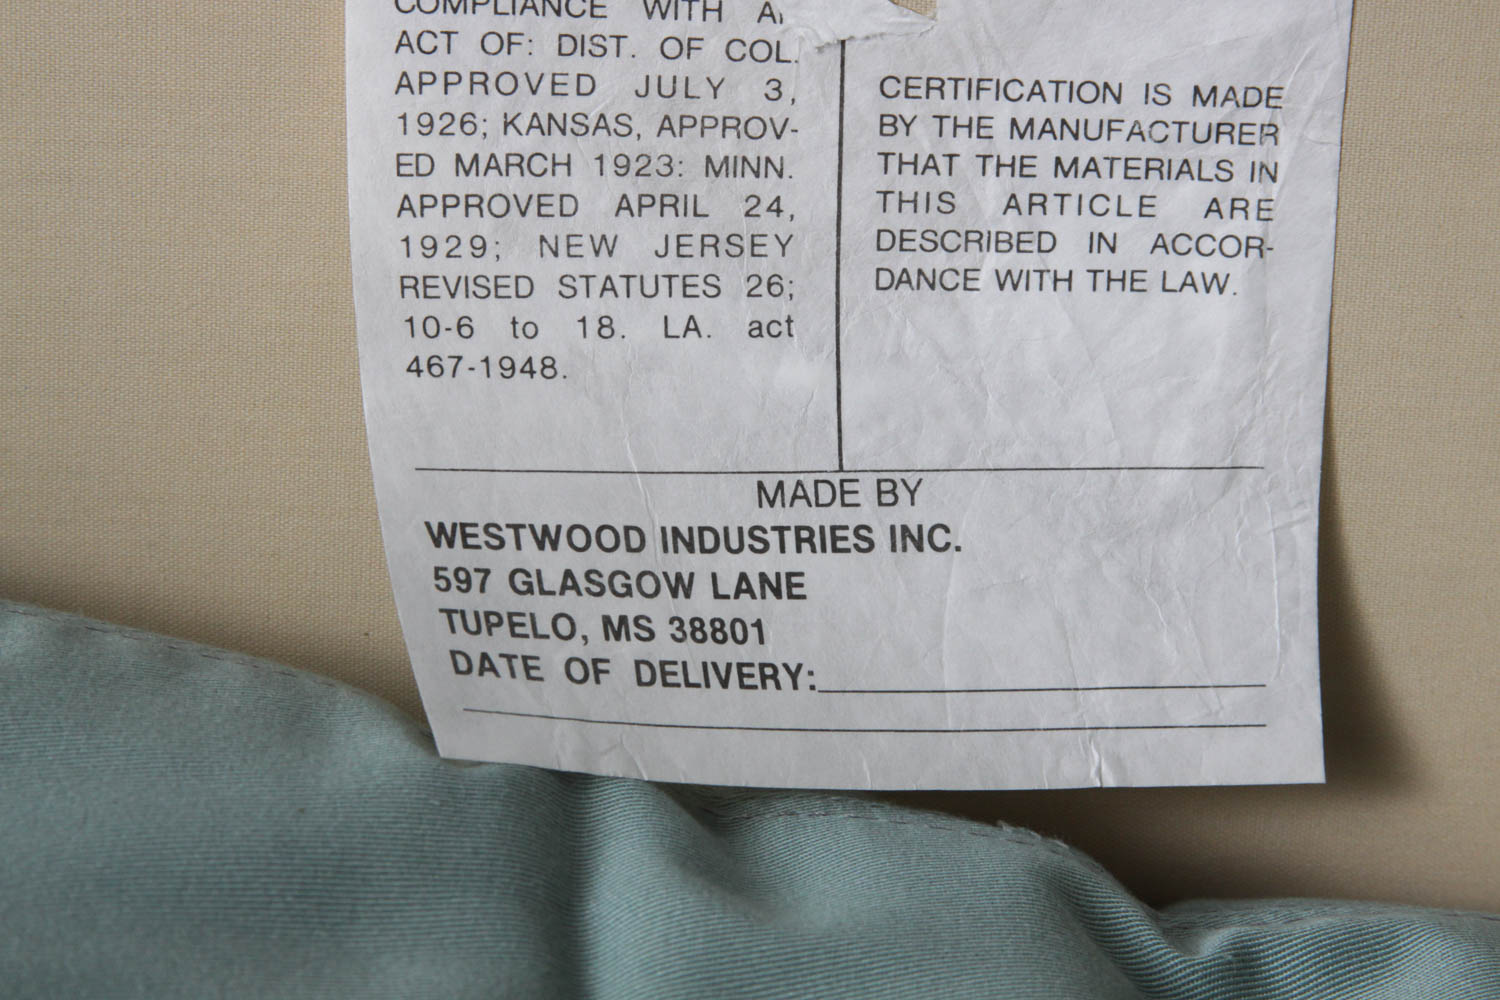 COMPLIANCE WITH
ACT OF: DIST. OF COL.
APPROVED JULY 3,
1926; KANSAS, APPROV-
ED MARCH 1923: MINN.
APPROVED APRIL 24,
1929; NEW JERSEY
REVISED STATUTES 26;
10-6 to 18. LA. act
467-1948.
CERTIFICATION IS MADE
BY THE MANUFACTURER
THAT THE MATERIALS IN
THIS ARTICLE ARE
DESCRIBED IN ACCOR-
DANCE WITH THE LAW.
MADE BY
WESTWOOD INDUSTRIES INC.
597 GLASGOW LANE
TUPELO, MS 38801
DATE OF DELIVERY: